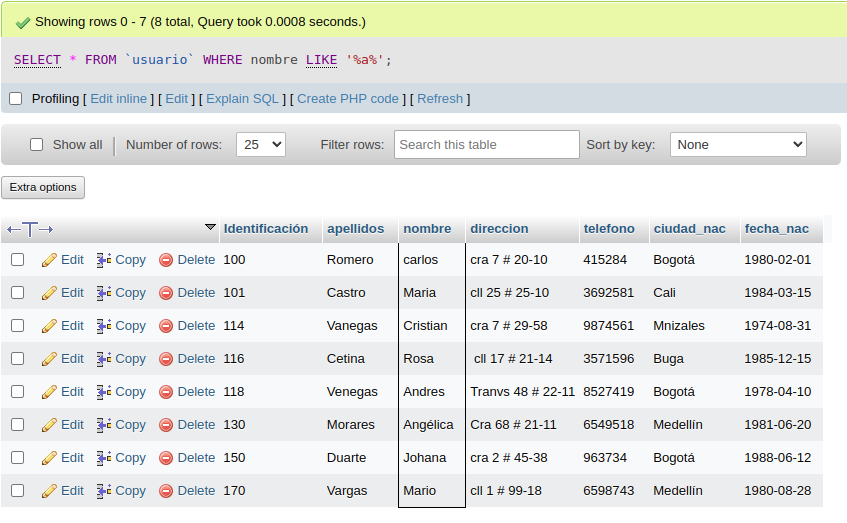 Showing rows 0 - 7 (8 total, Query took 0.0008 seconds.)
SELECT * FROM `usuario` WHERE nombre LIKE '%a%';
Profiling [ Edit inline ] [ Edit ] [ Explain SQL ] [ Create PHP code ] [ Refresh ]
Show all Number of rows: 25 Filter rows: Search this table Sort by key: None
Extra options
←T→ Identificación apellidos nombre direccion telefono ciudad_nac fecha_nac
Edit Copy Delete 100 Romero carlos cra 7 # 20-10 415284 Bogotá 1980-02-01
Edit Copy Delete 101 Castro Maria cll 25 # 25-10 3692581 Cali 1984-03-15
Edit Copy Delete 114 Vanegas Cristian cra 7 # 29-58 9874561 Mnizales 1974-08-31
Edit Copy Delete 116 Cetina Rosa cll 17 # 21-14 3571596 Buga 1985-12-15
Edit Copy Delete 118 Venegas Andres Tranvs 48 # 22-11 8527419 Bogotá 1978-04-10
Edit Copy Delete 130 Morares Angélica Cra 68 # 21-11 6549518 Medellín 1981-06-20
Edit Copy Delete 150 Duarte Johana cra 2 # 45-38 963734 Bogotá 1988-06-12
Edit Copy Delete 170 Vargas Mario cll 1 # 99-18 6598743 Medellín 1980-08-28